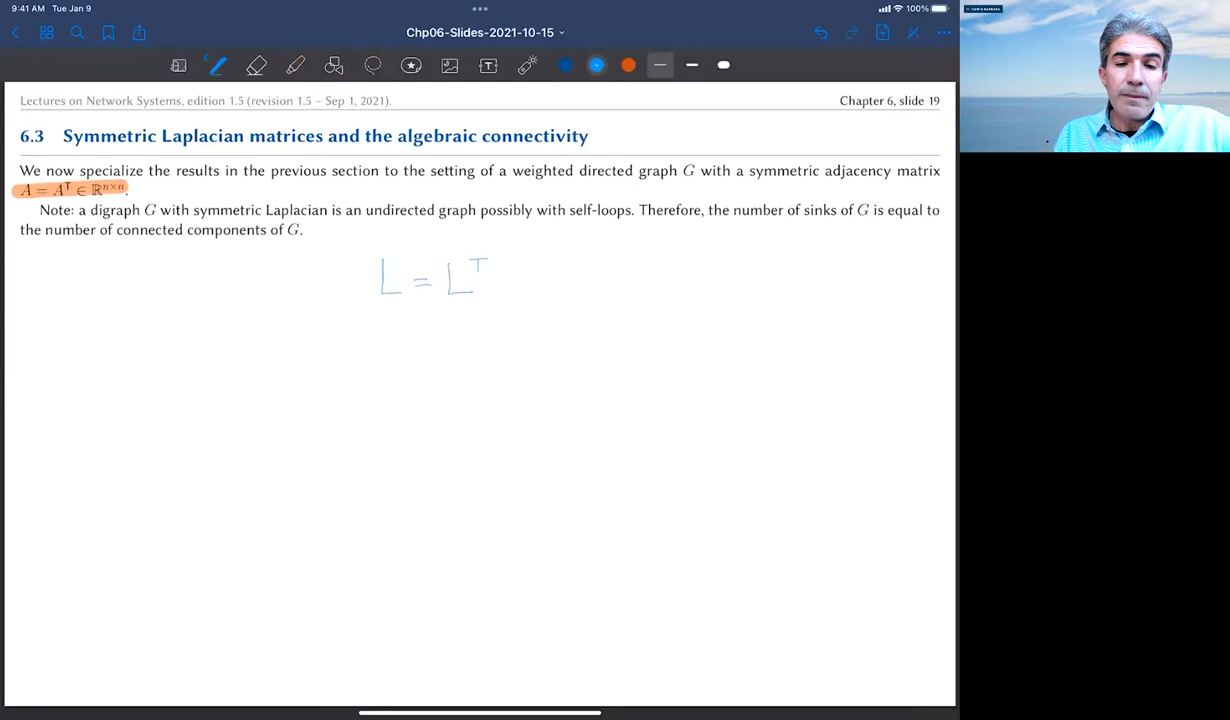 9:41 AM Tue Jan 9
100%
Chp06-Slides-2021-10-15
Lectures on Network Systems, edition 1.5 (revision 1.5 – Sep 1, 2021).
Chapter 6, slide 19
6.3 Symmetric Laplacian matrices and the algebraic connectivity
We now specialize the results in the previous section to the setting of a weighted directed graph G with a symmetric adjacency matrix
A = Aᵀ ∈ ℝⁿˣⁿ.
Note: a digraph G with symmetric Laplacian is an undirected graph possibly with self-loops. Therefore, the number of sinks of G is equal to
the number of connected components of G.
L = Lᵀ